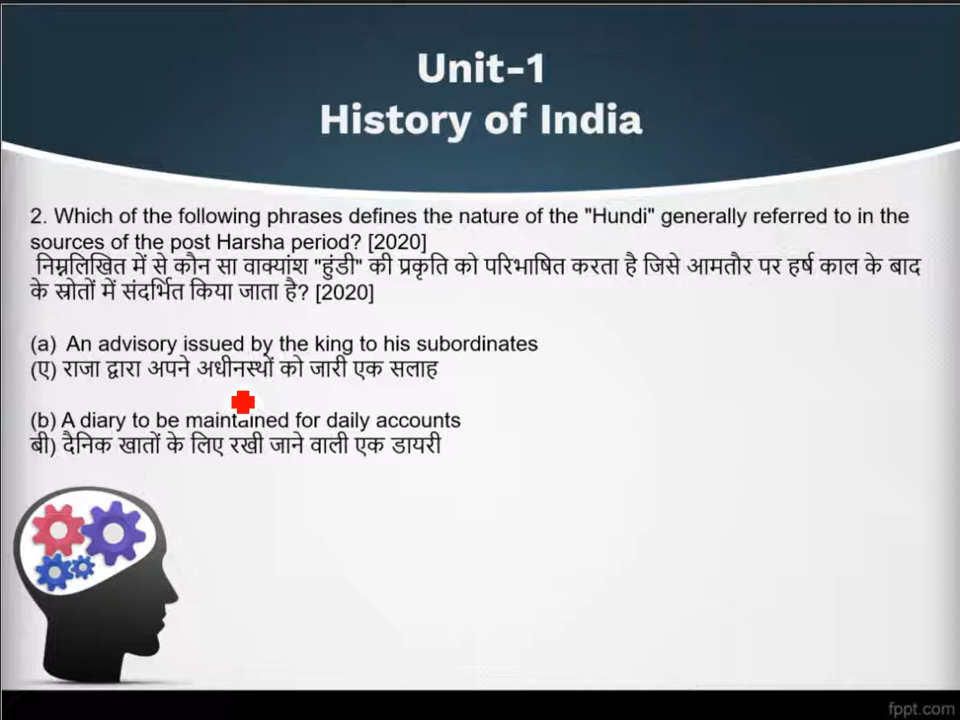 Unit-1
History of India
2. Which of the following phrases defines the nature of the "Hundi" generally referred to in the
sources of the post Harsha period? [2020]
निम्नलिखित में से कौन सा वाक्यांश "हुंडी" की प्रकृति को परिभाषित करता है जिसे आमतौर पर हर्ष काल के बाद
के स्रोतों में संदर्भित किया जाता है? [2020]
(a) An advisory issued by the king to his subordinates
(ए) राजा द्वारा अपने अधीनस्थों को जारी एक सलाह
(b) A diary to be maintained for daily accounts
बी) दैनिक खातों के लिए रखी जाने वाली एक डायरी
fppt.com